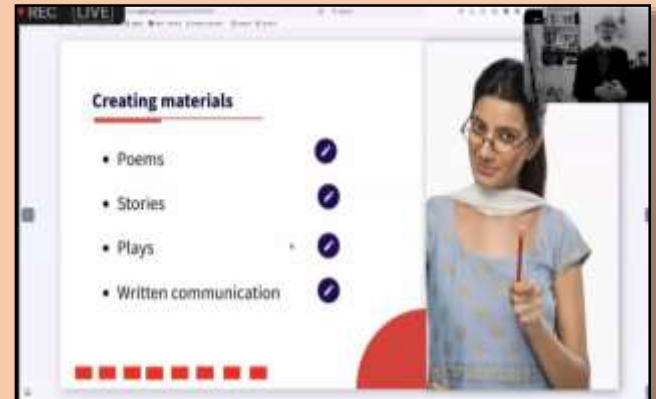 REC LIVE
Creating materials
• Poems
• Stories
• Plays
• Written communication